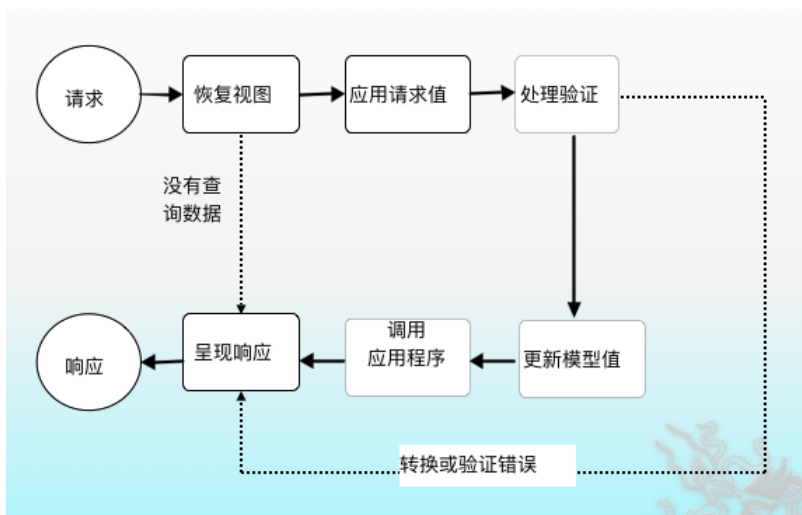 请求
恢复视图
应用请求值
处理验证
没有查
询数据
响应
呈现响应
调用
应用程序
更新模型值
转换或验证错误